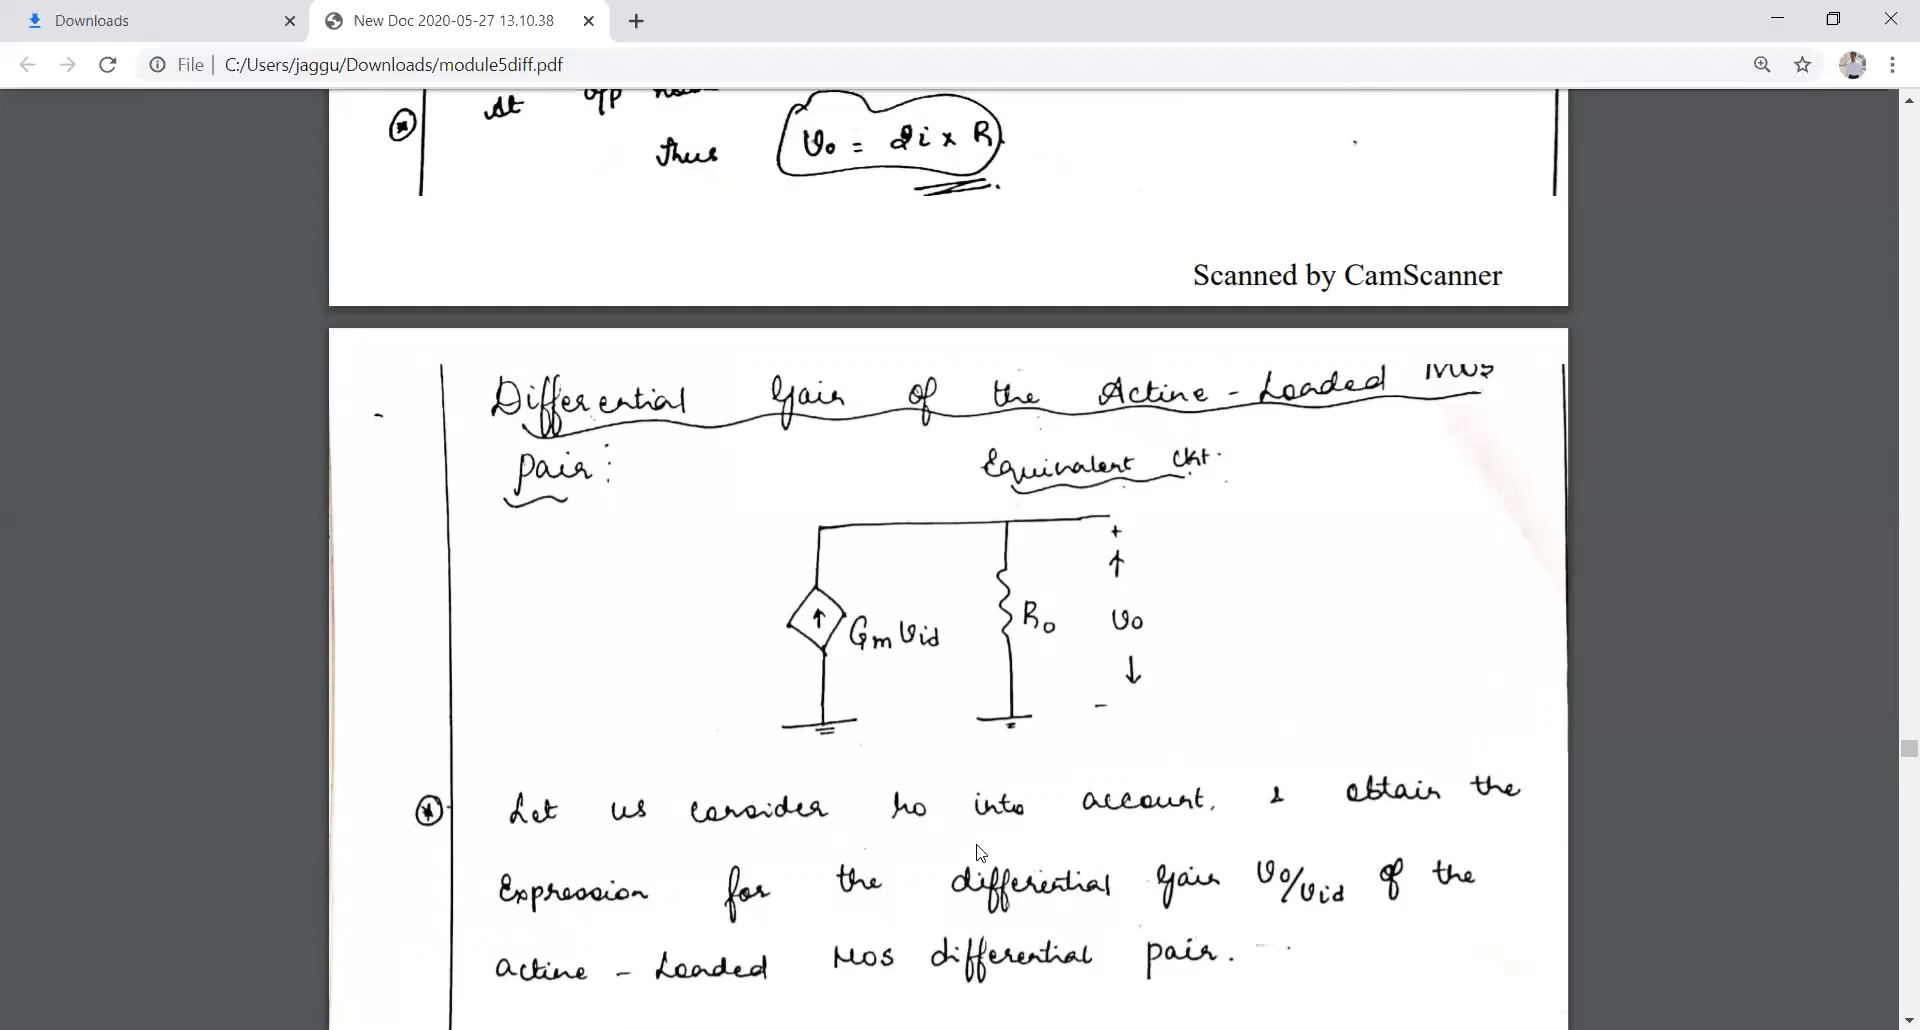 Downloads
New Doc 2020-05-27 13.10.38
File | C:/Users/jaggu/Downloads/module5diff.pdf
At o/p
thus vo = 2i × R
Scanned by CamScanner
Differential Gain of the Active - Loaded MOS
pair :
Equivalent Ckt.
+
Gm vid
Ro
vo
-
Let us consider ro into account, & obtain the
Expression for the differential gain vo/vid of the
active - Loaded MOS differential pair.